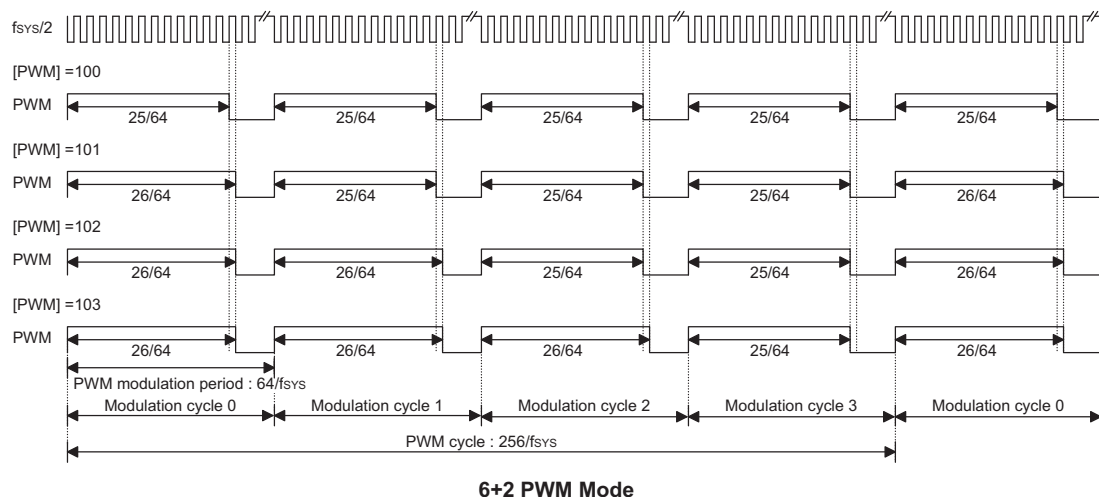 fSYS/2
[PWM] =100
PWM
25/64 25/64 25/64 25/64 25/64
[PWM] =101
PWM
26/64 25/64 25/64 25/64 26/64
[PWM] =102
PWM
26/64 26/64 25/64 25/64 26/64
[PWM] =103
PWM
26/64 26/64 26/64 25/64 26/64
PWM modulation period : 64/fSYS
Modulation cycle 0 Modulation cycle 1 Modulation cycle 2 Modulation cycle 3 Modulation cycle 0
PWM cycle : 256/fSYS
6+2 PWM Mode